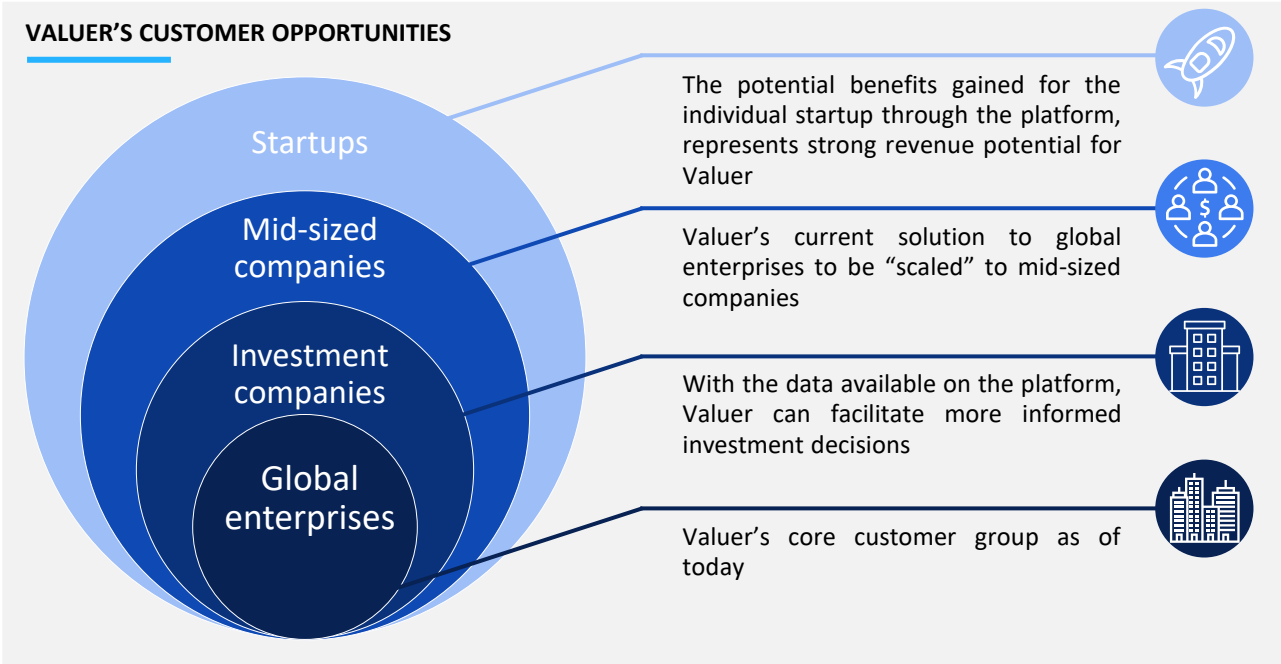 VALUER'S CUSTOMER OPPORTUNITIES
Startups
Mid-sized
companies
Investment
companies
Global
enterprises
The potential benefits gained for the
individual startup through the platform,
represents strong revenue potential for
Valuer
$
Valuer's current solution to global
enterprises to be “scaled” to mid-sized
companies
With the data available on the platform,
Valuer can facilitate more informed
investment decisions
Valuer's core customer group as of
today